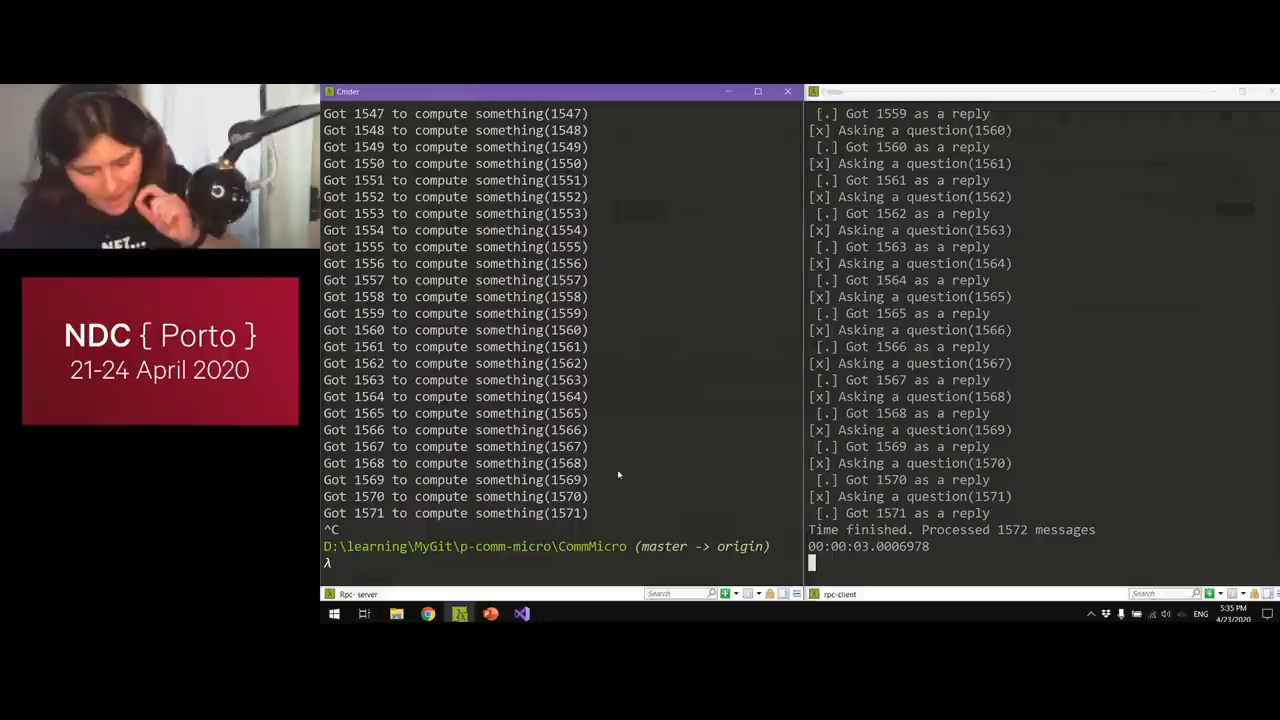 .NET...
NDC { Porto }
21-24 April 2020
Cmder
Got 1547 to compute something(1547)
Got 1548 to compute something(1548)
Got 1549 to compute something(1549)
Got 1550 to compute something(1550)
Got 1551 to compute something(1551)
Got 1552 to compute something(1552)
Got 1553 to compute something(1553)
Got 1554 to compute something(1554)
Got 1555 to compute something(1555)
Got 1556 to compute something(1556)
Got 1557 to compute something(1557)
Got 1558 to compute something(1558)
Got 1559 to compute something(1559)
Got 1560 to compute something(1560)
Got 1561 to compute something(1561)
Got 1562 to compute something(1562)
Got 1563 to compute something(1563)
Got 1564 to compute something(1564)
Got 1565 to compute something(1565)
Got 1566 to compute something(1566)
Got 1567 to compute something(1567)
Got 1568 to compute something(1568)
Got 1569 to compute something(1569)
Got 1570 to compute something(1570)
Got 1571 to compute something(1571)
^C
D:\learning\MyGit\p-comm-micro\CommMicro (master -> origin)
λ
Rpc- server
Search
[.] Got 1559 as a reply
[x] Asking a question(1560)
[.] Got 1560 as a reply
[x] Asking a question(1561)
[.] Got 1561 as a reply
[x] Asking a question(1562)
[.] Got 1562 as a reply
[x] Asking a question(1563)
[.] Got 1563 as a reply
[x] Asking a question(1564)
[.] Got 1564 as a reply
[x] Asking a question(1565)
[.] Got 1565 as a reply
[x] Asking a question(1566)
[.] Got 1566 as a reply
[x] Asking a question(1567)
[.] Got 1567 as a reply
[x] Asking a question(1568)
[.] Got 1568 as a reply
[x] Asking a question(1569)
[.] Got 1569 as a reply
[x] Asking a question(1570)
[.] Got 1570 as a reply
[x] Asking a question(1571)
[.] Got 1571 as a reply
Time finished. Processed 1572 messages
00:00:03.0006978
rpc-client
Search
ENG
5:35 PM
4/23/2020